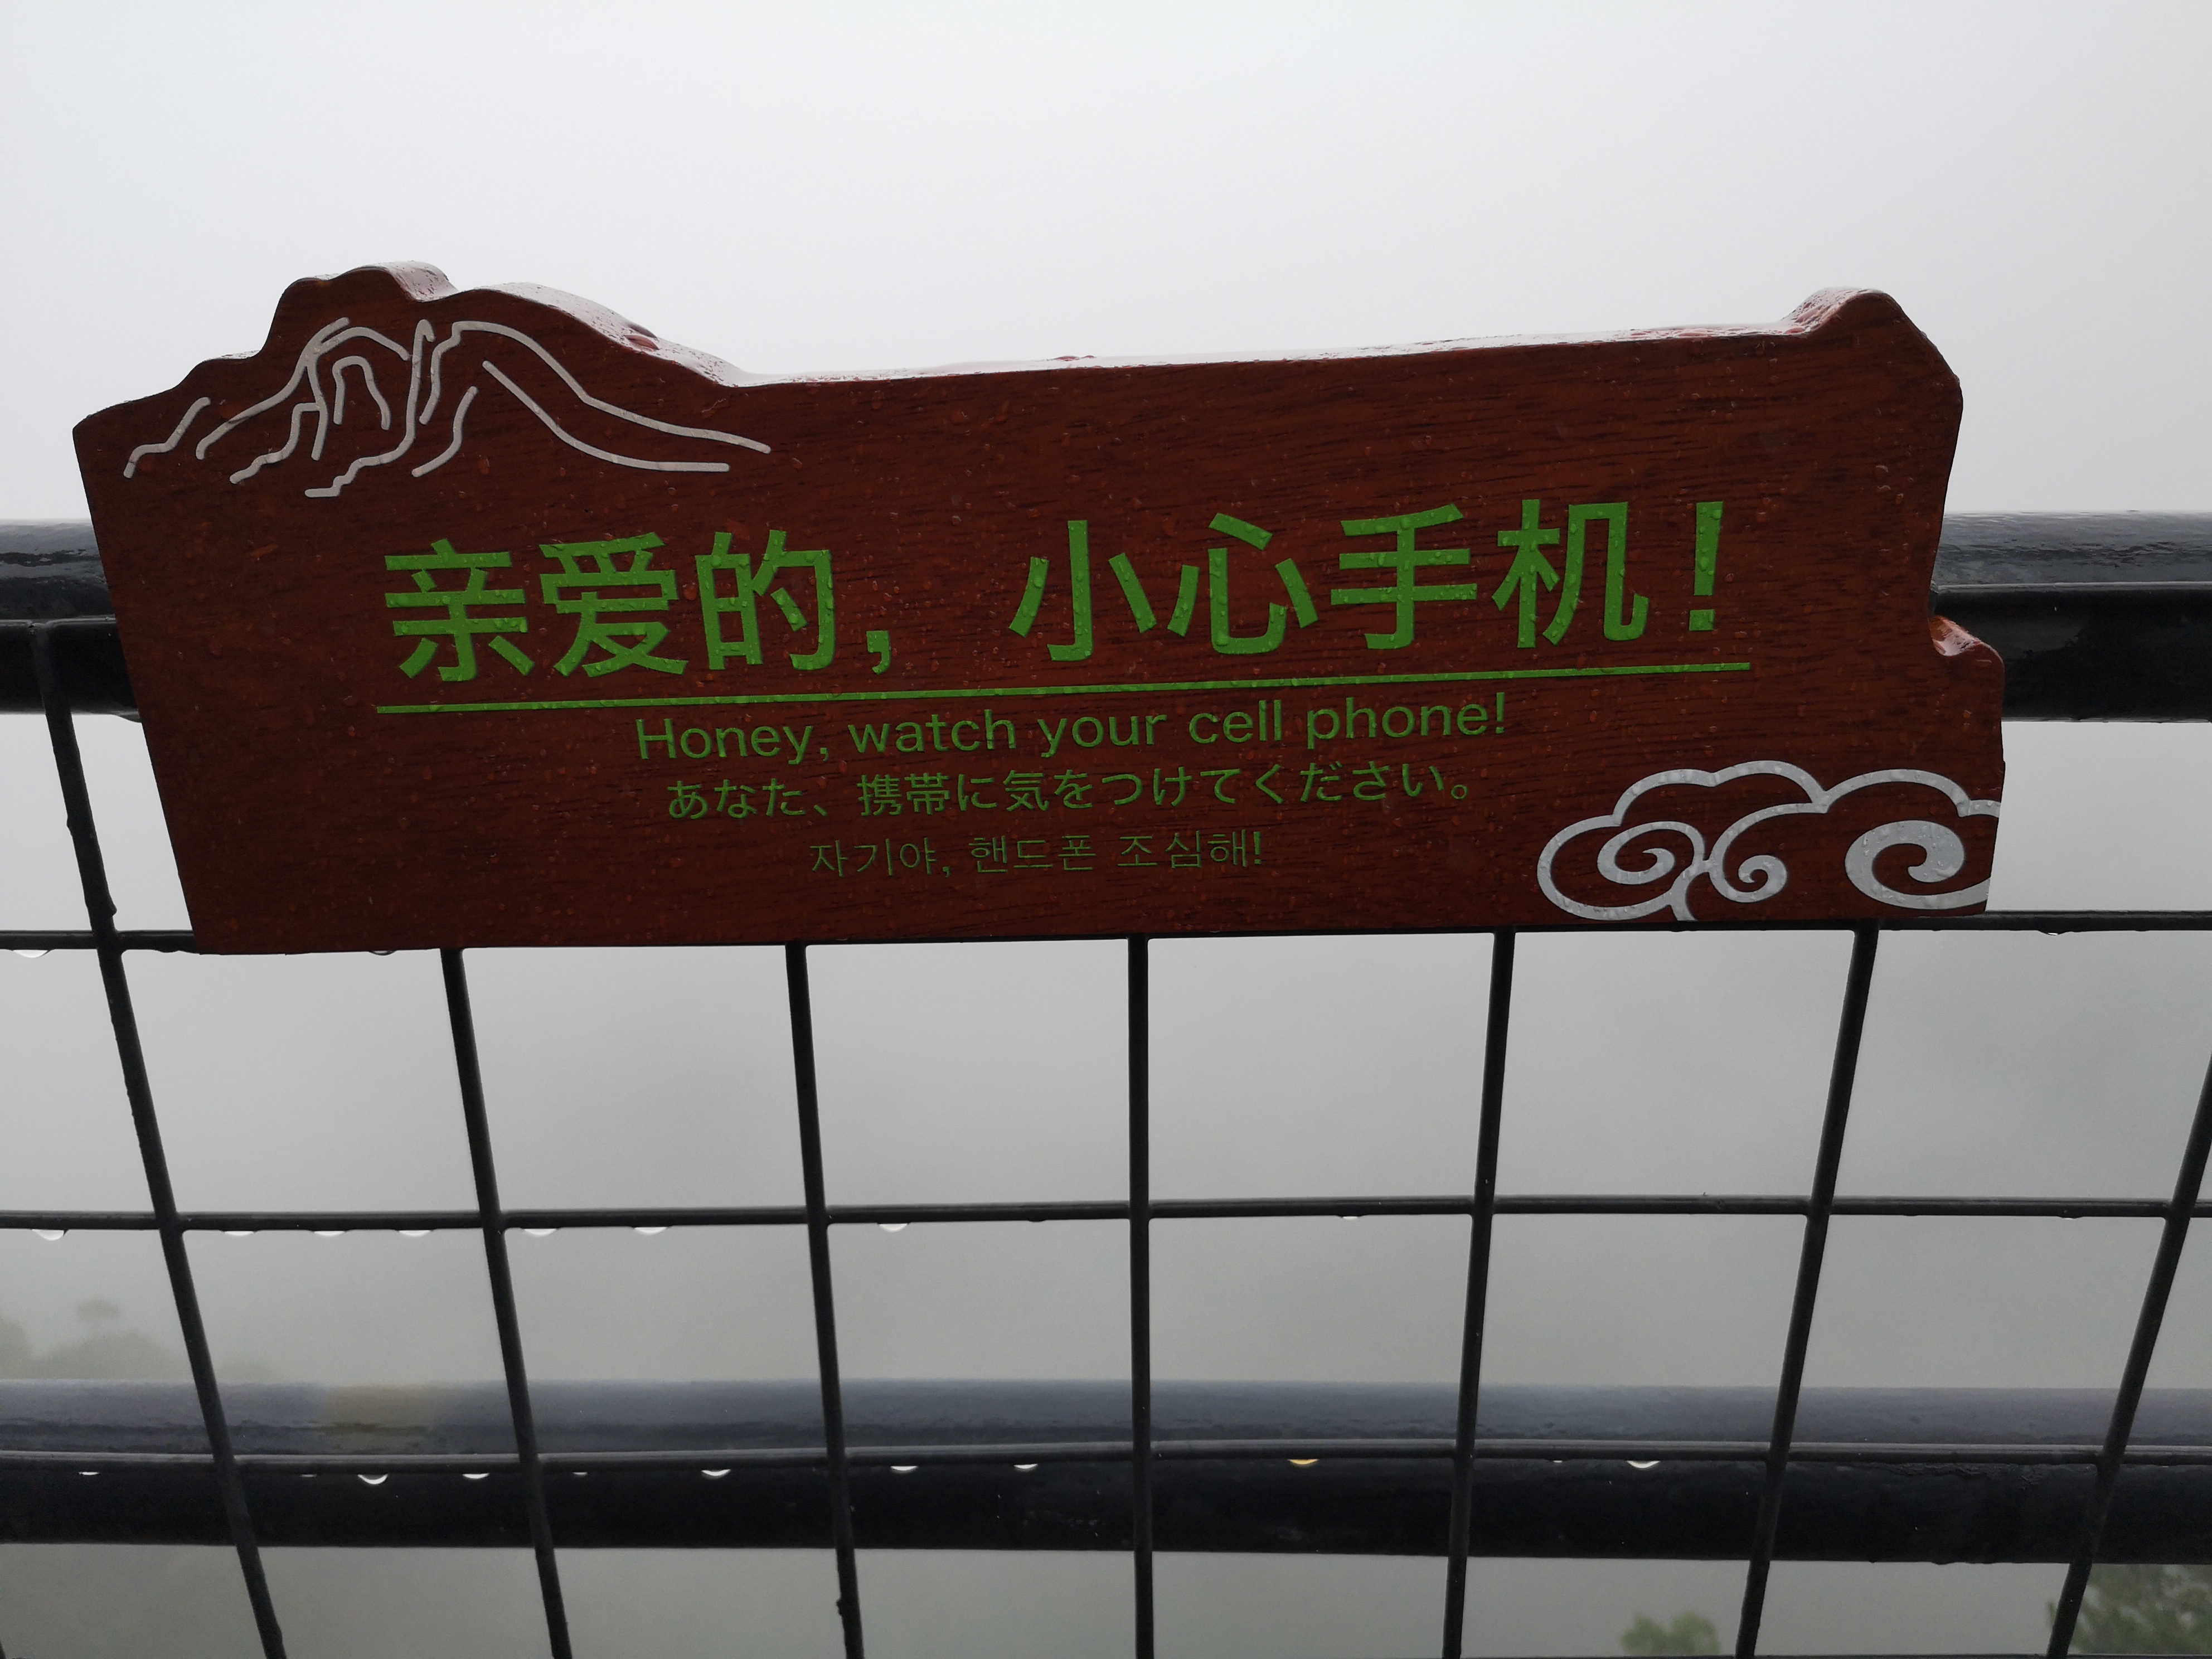 亲爱的，小心手机！
Honey, watch your cell phone!
あなた、携帯に気をつけてください。
자기야, 핸드폰 조심해!